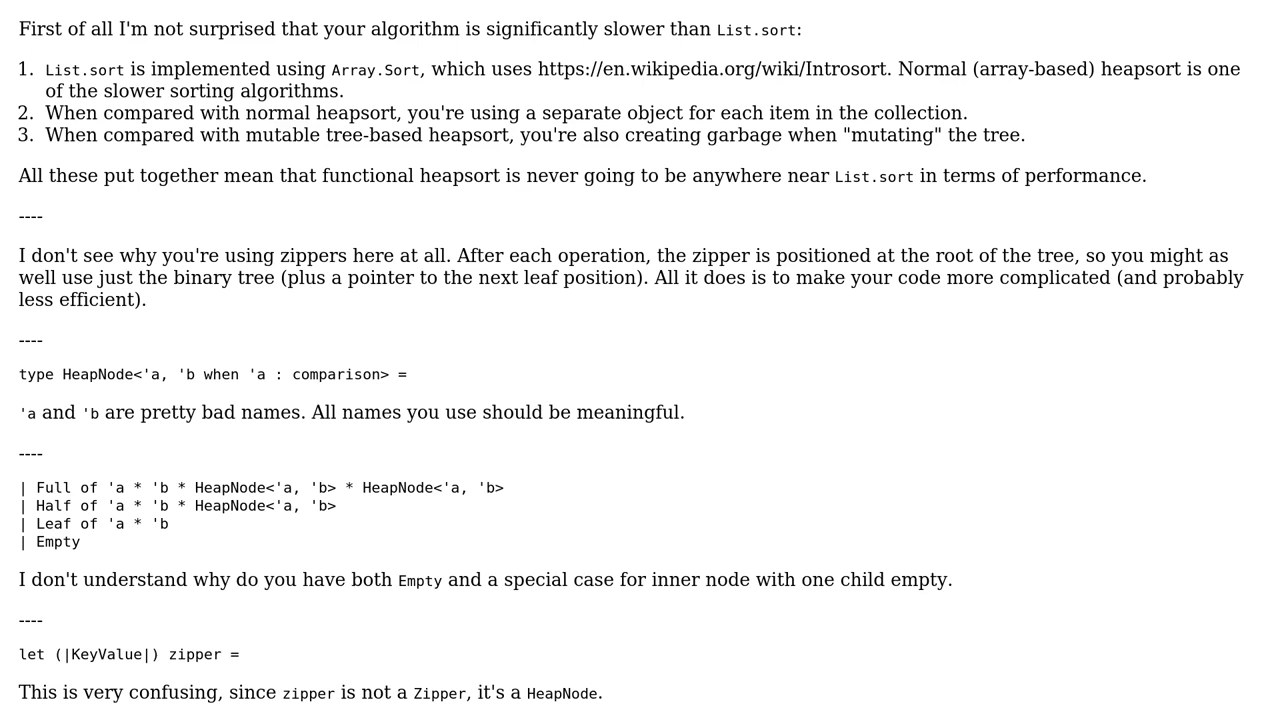 First of all I'm not surprised that your algorithm is significantly slower than List.sort:
1. List.sort is implemented using Array.Sort, which uses https://en.wikipedia.org/wiki/Introsort. Normal (array-based) heapsort is one
of the slower sorting algorithms.
2. When compared with normal heapsort, you're using a separate object for each item in the collection.
3. When compared with mutable tree-based heapsort, you're also creating garbage when "mutating" the tree.
All these put together mean that functional heapsort is never going to be anywhere near List.sort in terms of performance.
----
I don't see why you're using zippers here at all. After each operation, the zipper is positioned at the root of the tree, so you might as
well use just the binary tree (plus a pointer to the next leaf position). All it does is to make your code more complicated (and probably
less efficient).
----
type HeapNode<'a, 'b when 'a : comparison> =
'a and 'b are pretty bad names. All names you use should be meaningful.
----
| Full of 'a * 'b * HeapNode<'a, 'b> * HeapNode<'a, 'b>
| Half of 'a * 'b * HeapNode<'a, 'b>
| Leaf of 'a * 'b
| Empty
I don't understand why do you have both Empty and a special case for inner node with one child empty.
----
let (|KeyValue|) zipper =
This is very confusing, since zipper is not a Zipper, it's a HeapNode.